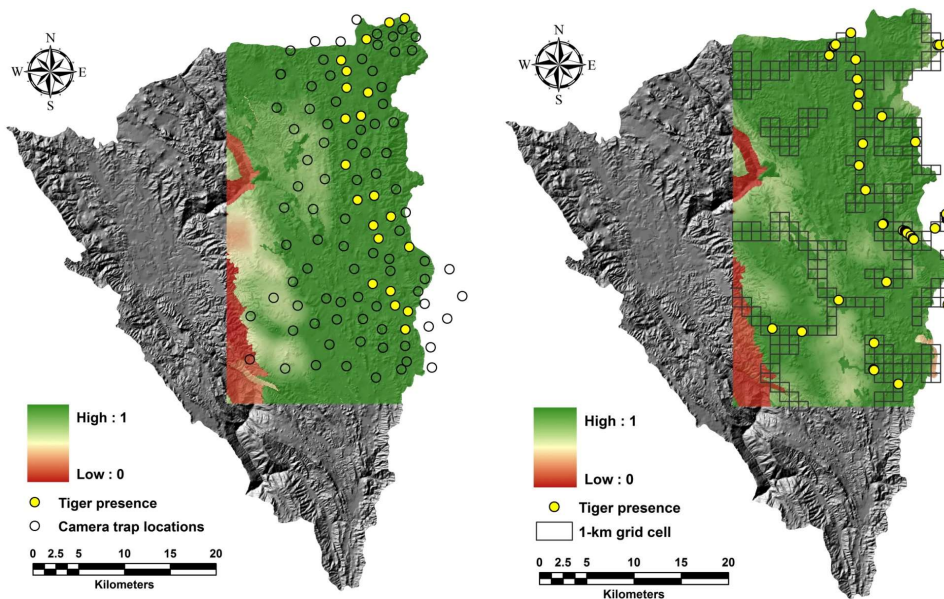 N
W E
S
High : 1
Low : 0
Tiger presence
Camera trap locations
0 2.5 5 10 15 20
Kilometers
N
W E
S
High : 1
Low : 0
Tiger presence
1-km grid cell
0 2.5 5 10 15 20
Kilometers